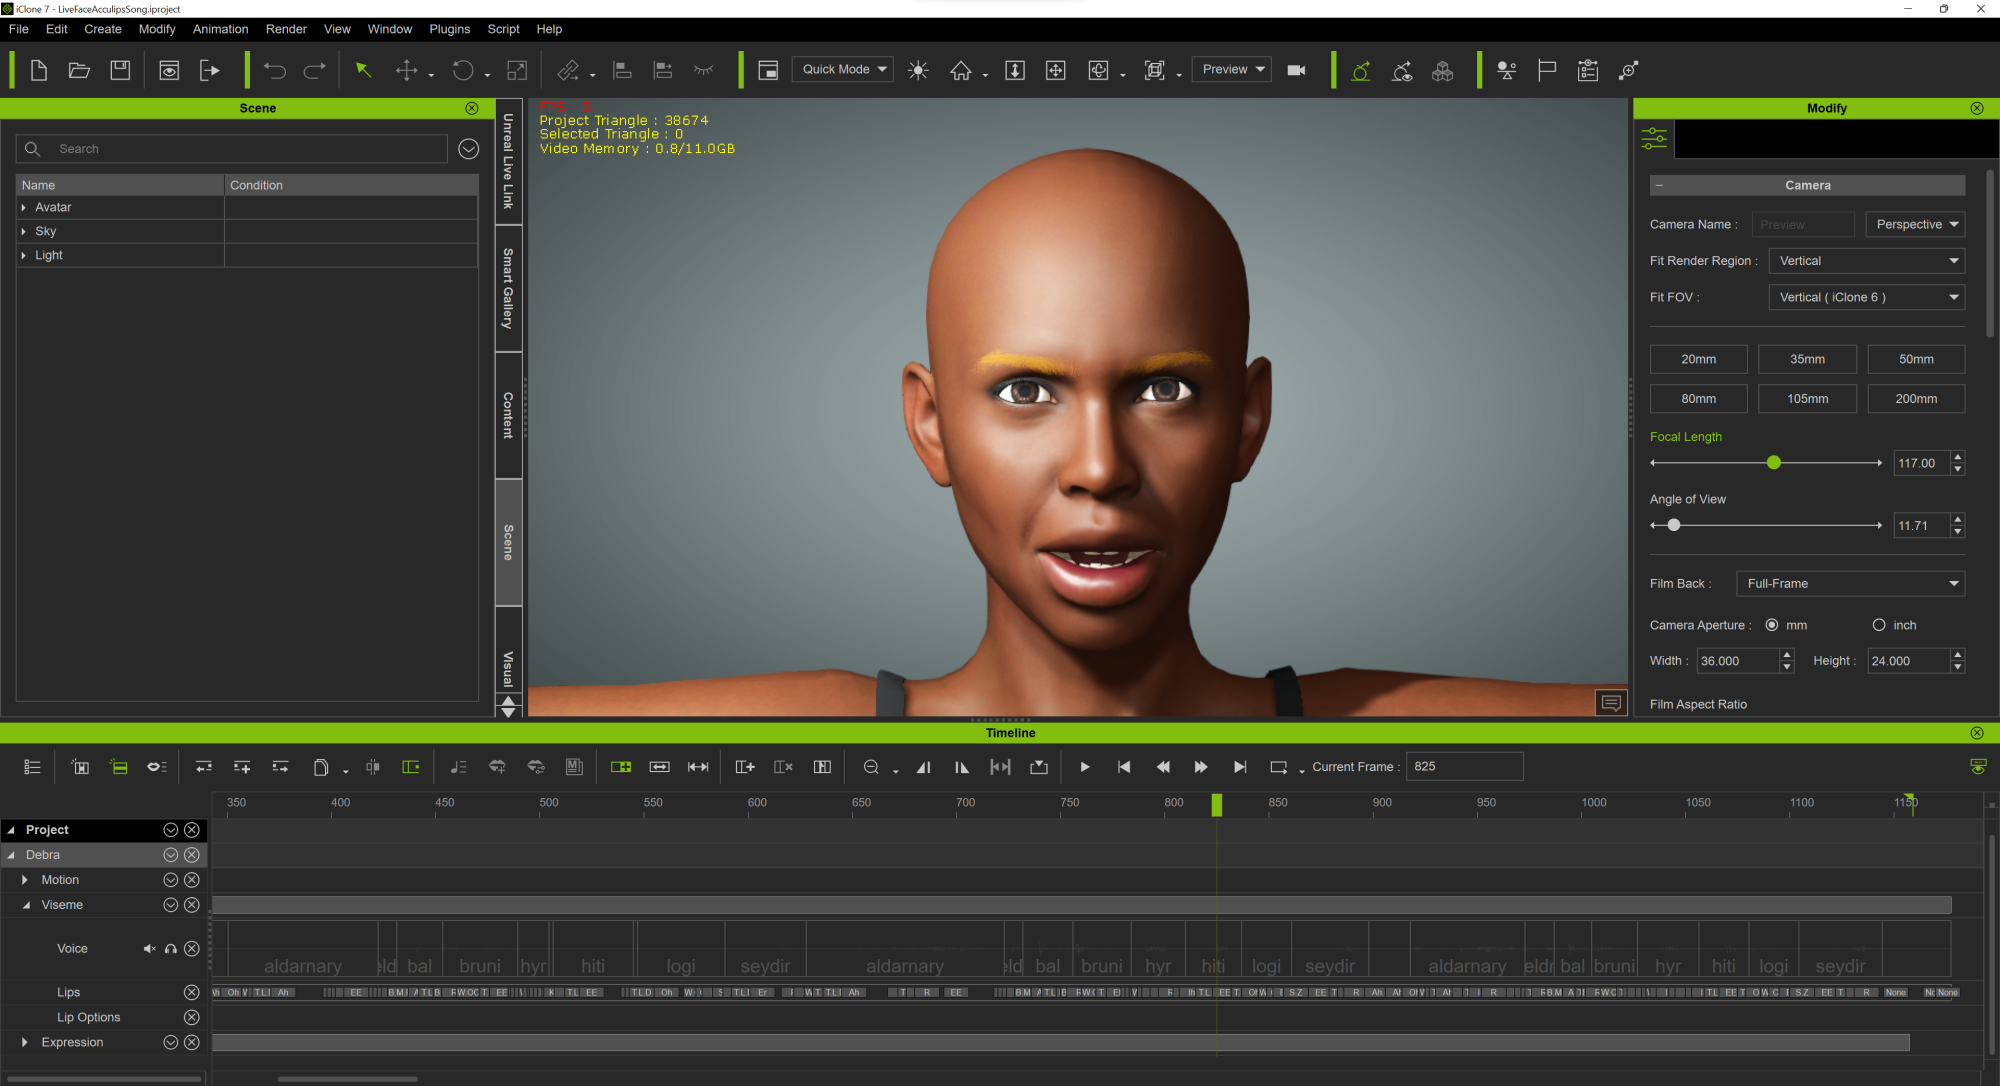 iClone 7 - LiveFaceAcculipsSong.iproject
File Edit Create Modify Animation Render View Window Plugins Script Help
Quick Mode
Preview
Scene
Search
Name Condition
Avatar
Sky
Light
Unreal Live Link
Smart Gallery
Content
Scene
Visual
FPS : 0
Project Triangle : 38674
Selected Triangle : 0
Video Memory : 0.8/11.0GB
Modify
Camera
Camera Name : Preview Perspective
Fit Render Region : Vertical
Fit FOV : Vertical ( iClone 6 )
20mm 35mm 50mm
80mm 105mm 200mm
Focal Length
117.00
Angle of View
11.71
Film Back : Full-Frame
Camera Aperture : mm inch
Width : 36.000 Height : 24.000
Film Aspect Ratio
Timeline
Current Frame : 825
350 400 450 500 550 600 650 700 750 800 850 900 950 1000 1050 1100 1150
Project
Debra
Motion
Viseme
Voice
aldarnary eld bal bruni hyr hiti logi seydir aldarnary eld bal bruni hyr hiti logi seydir aldarnary eldr bal bruni hyr hiti logi seydir
Lips
Lip Options
Expression